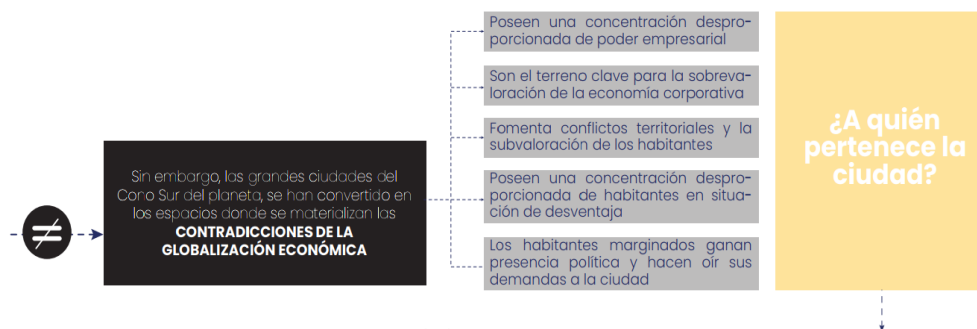 ≠
Sin embargo, las grandes ciudades del
Cono Sur del planeta, se han convertido en
los espacios donde se materializan las
CONTRADICCIONES DE LA
GLOBALIZACIÓN ECONÓMICA
Poseen una concentración despro-
porcionada de poder empresarial
Son el terreno clave para la sobreva-
loración de la economía corporativa
Fomenta conflictos territoriales y la
subvaloración de los habitantes
Poseen una concentración despro-
porcionada de habitantes en situa-
ción de desventaja
Los habitantes marginados ganan
presencia política y hacen oír sus
demandas a la ciudad
¿A quién
pertenece la
ciudad?